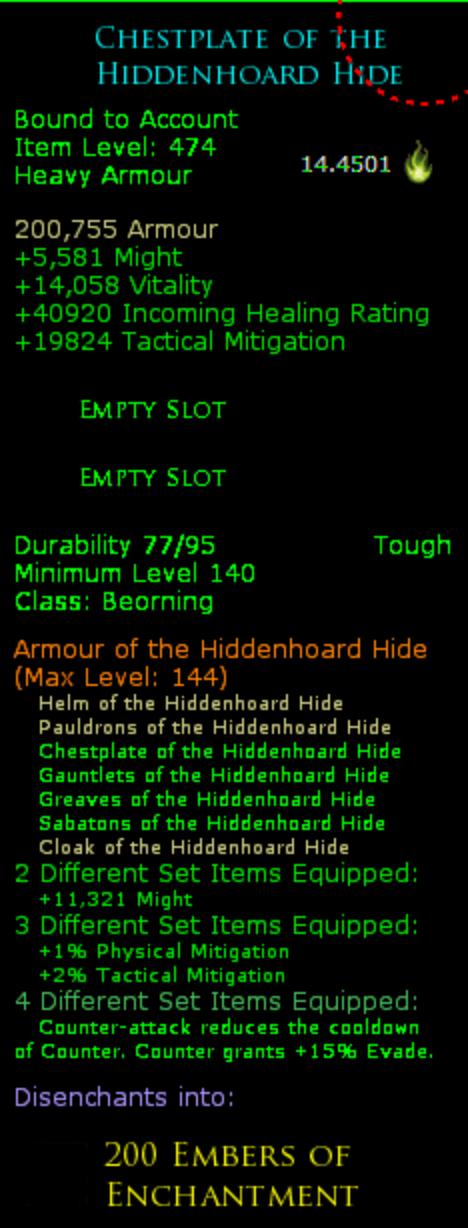 Chestplate of the
Hiddenhoard Hide
Bound to Account
Item Level: 474
Heavy Armour
14.4501
200,755 Armour
+5,581 Might
+14,058 Vitality
+40920 Incoming Healing Rating
+19824 Tactical Mitigation
Empty Slot
Empty Slot
Durability 77/95 Tough
Minimum Level 140
Class: Beorning
Armour of the Hiddenhoard Hide
(Max Level: 144)
Helm of the Hiddenhoard Hide
Pauldrons of the Hiddenhoard Hide
Chestplate of the Hiddenhoard Hide
Gauntlets of the Hiddenhoard Hide
Greaves of the Hiddenhoard Hide
Sabatons of the Hiddenhoard Hide
Cloak of the Hiddenhoard Hide
2 Different Set Items Equipped:
+11,321 Might
3 Different Set Items Equipped:
+1% Physical Mitigation
+2% Tactical Mitigation
4 Different Set Items Equipped:
Counter-attack reduces the cooldown
of Counter. Counter grants +15% Evade.
Disenchants into:
200 Embers of
Enchantment